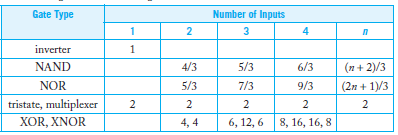 Gate Type Number of Inputs
1 2 3 4 n
inverter 1
NAND 4/3 5/3 6/3 (n + 2)/3
NOR 5/3 7/3 9/3 (2n + 1)/3
tristate, multiplexer 2 2 2 2 2
XOR, XNOR 4, 4 6, 12, 6 8, 16, 16, 8